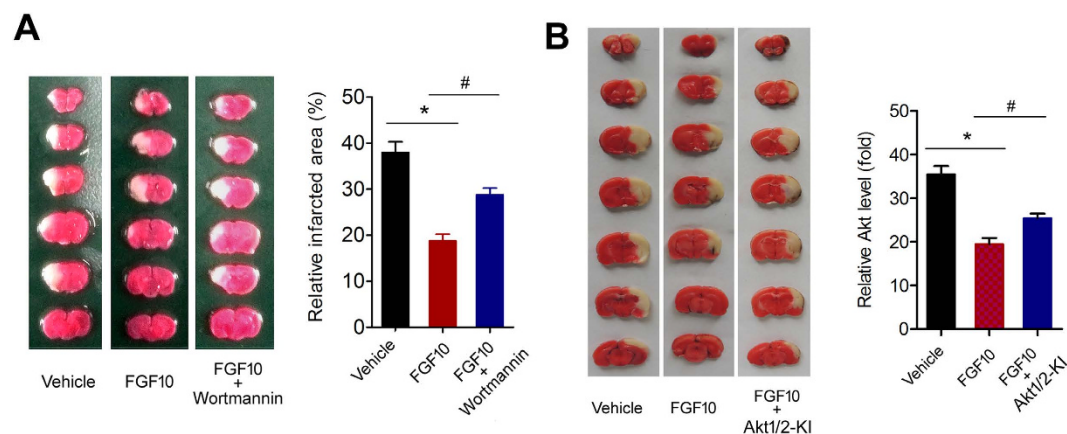 A
Vehicle
FGF10
FGF10
+
Wortmannin
Relative infarcted area (%)
50
40
30
20
10
0
*
#
Vehicle
FGF10
FGF10
+
Wortmannin
B
Vehicle
FGF10
FGF10
+
Akt1/2-KI
Relative Akt level (fold)
50
40
30
20
10
0
*
#
Vehicle
FGF10
FGF10
+
Akt1/2-KI